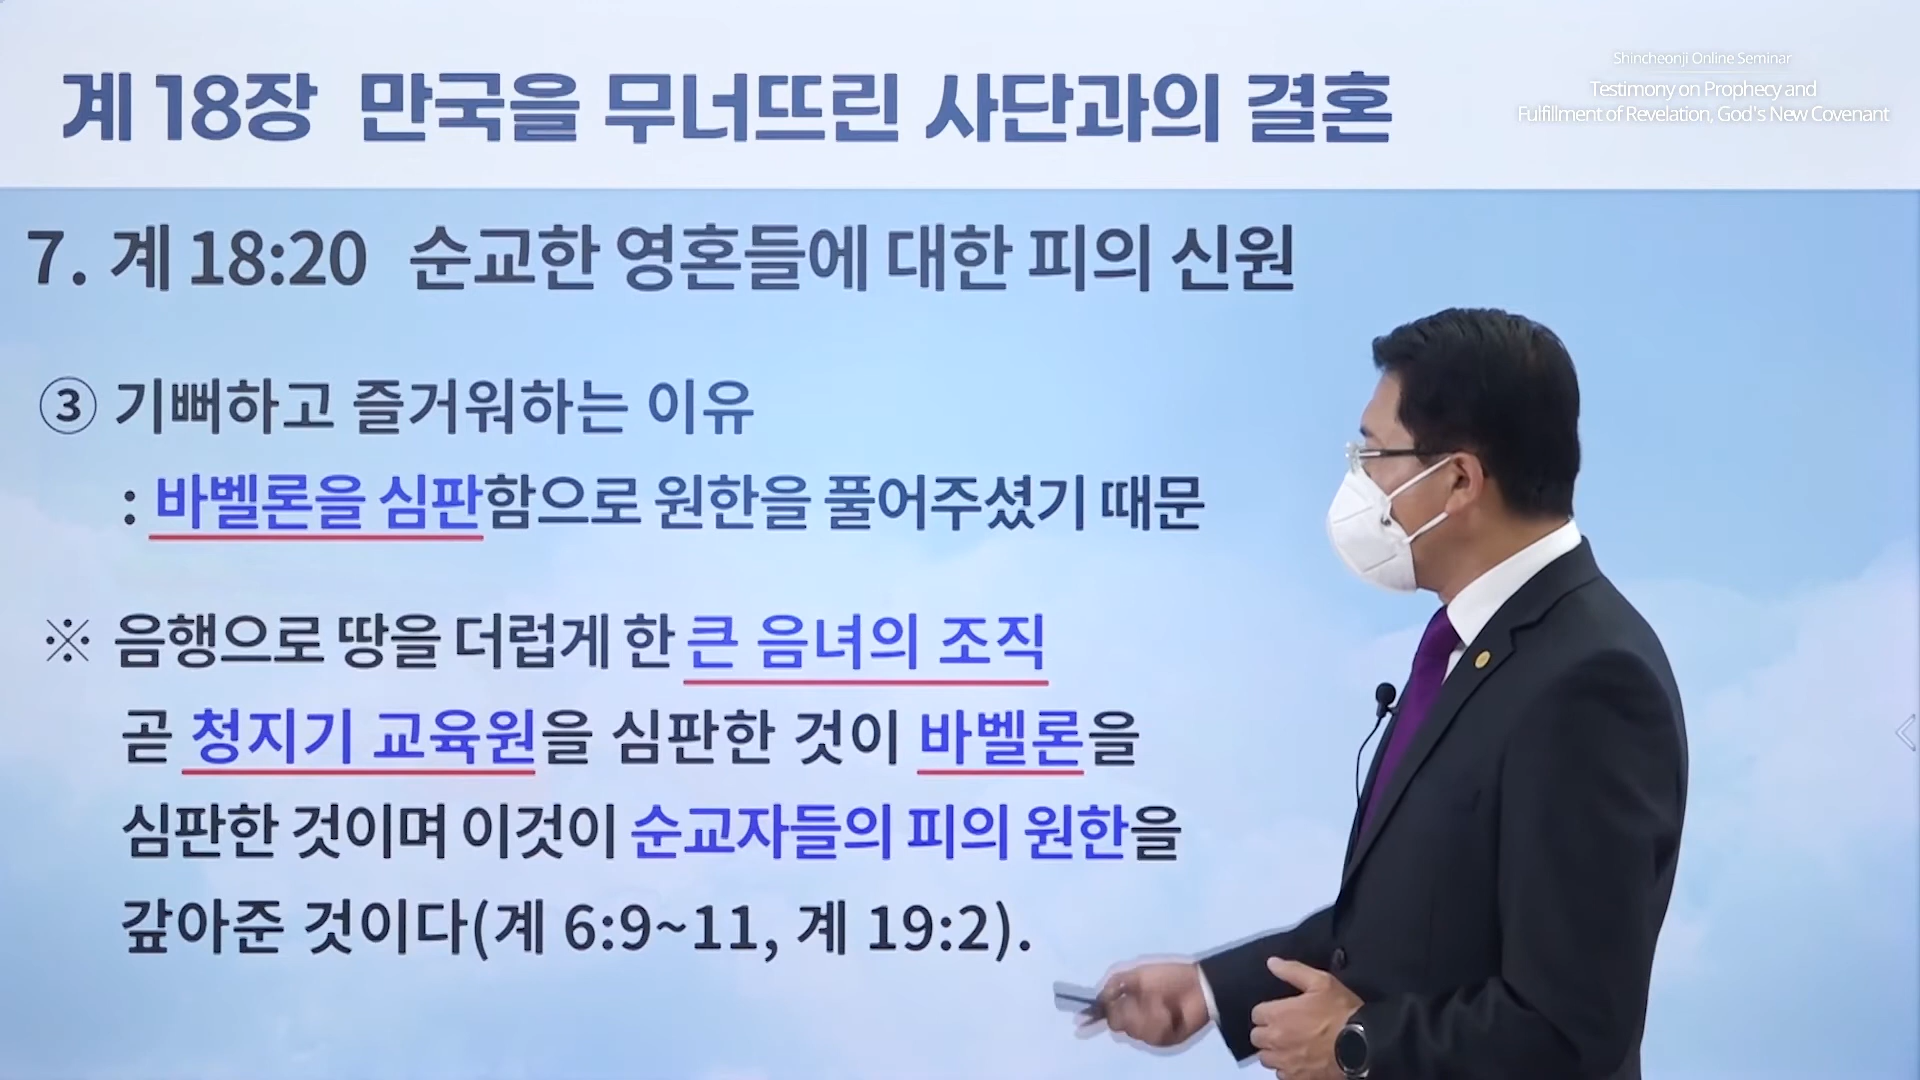 계 18장 만국을 무너뜨린 사단과의 결혼
Shincheonji Online Seminar
Testimony on Prophecy and
Fulfillment of Revelation, God's New Covenant
7. 계 18:20 순교한 영혼들에 대한 피의 신원
③ 기뻐하고 즐거워하는 이유
: 바벨론을 심판함으로 원한을 풀어주셨기 때문
※ 음행으로 땅을 더럽게 한 큰 음녀의 조직
곧 청지기 교육원을 심판한 것이 바벨론을
심판한 것이며 이것이 순교자들의 피의 원한을
갚아준 것이다(계 6:9~11, 계 19:2).